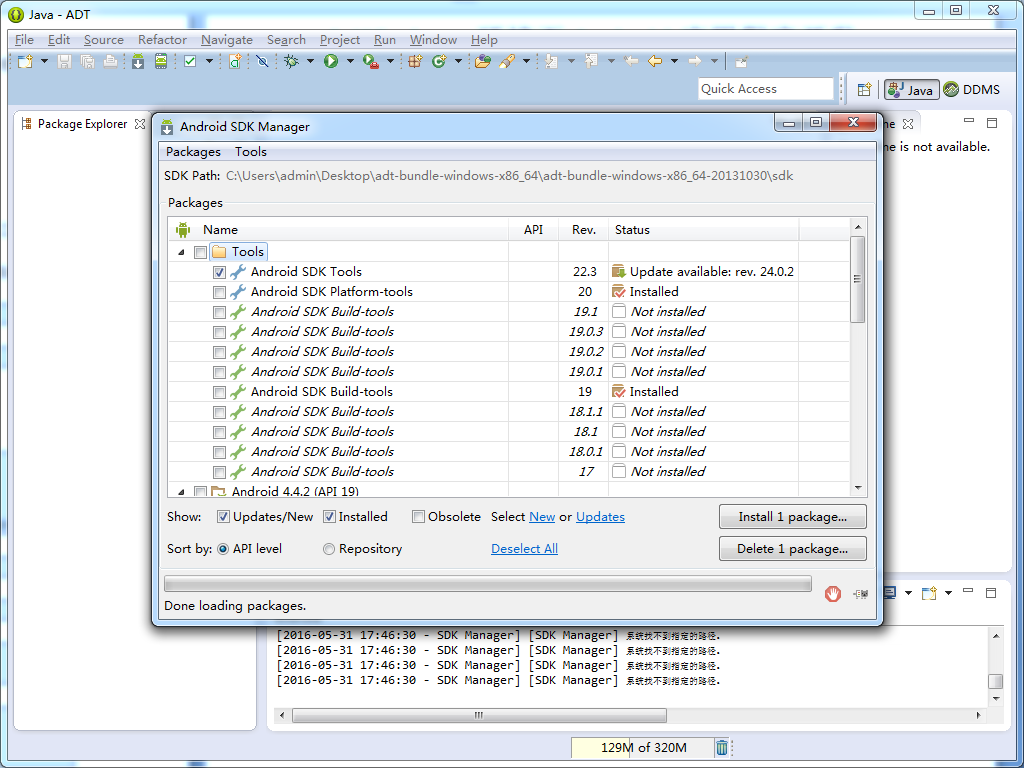 Java - ADT
File Edit Source Refactor Navigate Search Project Run Window Help
Quick Access Java DDMS
Package Explorer
ne
ne is not available.
Android SDK Manager
Packages Tools
SDK Path: C:\Users\admin\Desktop\adt-bundle-windows-x86_64\adt-bundle-windows-x86_64-20131030\sdk
Packages
Name API Rev. Status
Tools
Android SDK Tools 22.3 Update available: rev. 24.0.2
Android SDK Platform-tools 20 Installed
Android SDK Build-tools 19.1 Not installed
Android SDK Build-tools 19.0.3 Not installed
Android SDK Build-tools 19.0.2 Not installed
Android SDK Build-tools 19.0.1 Not installed
Android SDK Build-tools 19 Installed
Android SDK Build-tools 18.1.1 Not installed
Android SDK Build-tools 18.1 Not installed
Android SDK Build-tools 18.0.1 Not installed
Android SDK Build-tools 17 Not installed
Android 4.4.2 (API 19)
Show: Updates/New Installed Obsolete Select New or Updates Install 1 package...
Sort by: API level Repository Deselect All Delete 1 package...
Done loading packages.
[2016-05-31 17:46:30 - SDK Manager] [SDK Manager] 系统找不到指定的路径.
[2016-05-31 17:46:30 - SDK Manager] [SDK Manager] 系统找不到指定的路径.
[2016-05-31 17:46:30 - SDK Manager] [SDK Manager] 系统找不到指定的路径.
[2016-05-31 17:46:30 - SDK Manager] [SDK Manager] 系统找不到指定的路径.
129M of 320M